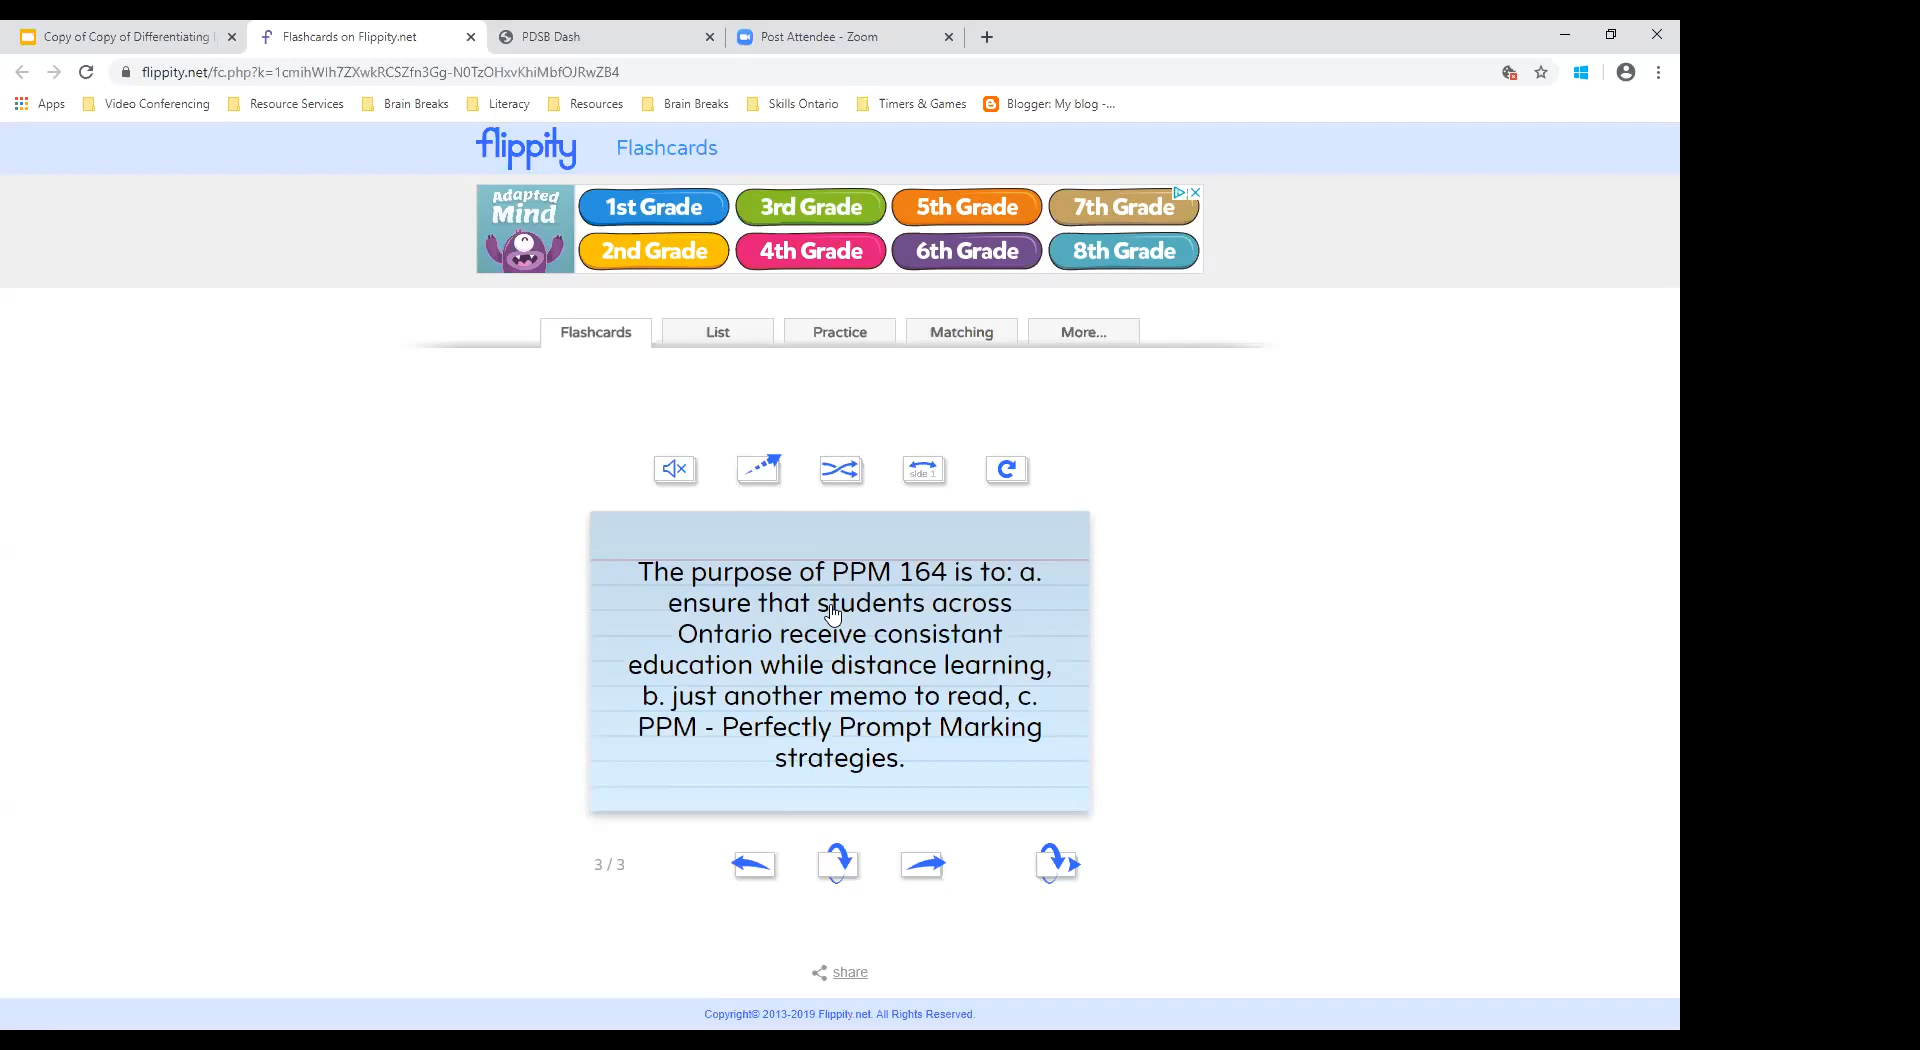 Copy of Copy of Differentiating
Flashcards on Flippity.net
PDSB Dash
Post Attendee - Zoom
flippity.net/fc.php?k=1cmihWIh7ZXwkRCSZfn3Gg-N0TzOHxvKhiMbfOJRwZB4
Apps
Video Conferencing
Resource Services
Brain Breaks
Literacy
Resources
Brain Breaks
Skills Ontario
Timers & Games
Blogger: My blog -...
flippity
Flashcards
Adapted
Mind
1st Grade
3rd Grade
5th Grade
7th Grade
2nd Grade
4th Grade
6th Grade
8th Grade
Flashcards
List
Practice
Matching
More...
side 1
The purpose of PPM 164 is to: a.
ensure that students across
Ontario receive consistant
education while distance learning,
b. just another memo to read, c.
PPM - Perfectly Prompt Marking
strategies.
3 / 3
share
Copyright© 2013-2019 Flippity.net. All Rights Reserved.